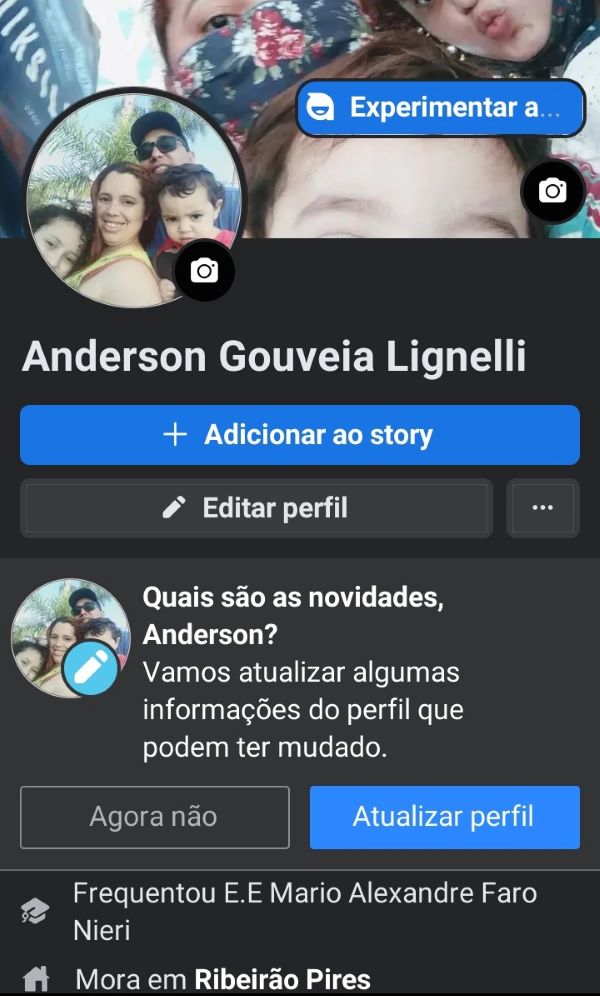 Experimentar a...
Anderson Gouveia Lignelli
+ Adicionar ao story
Editar perfil
Quais são as novidades,
Anderson?
Vamos atualizar algumas
informações do perfil que
podem ter mudado.
Agora não
Atualizar perfil
Frequentou E.E Mario Alexandre Faro
Nieri
Mora em Ribeirão Pires